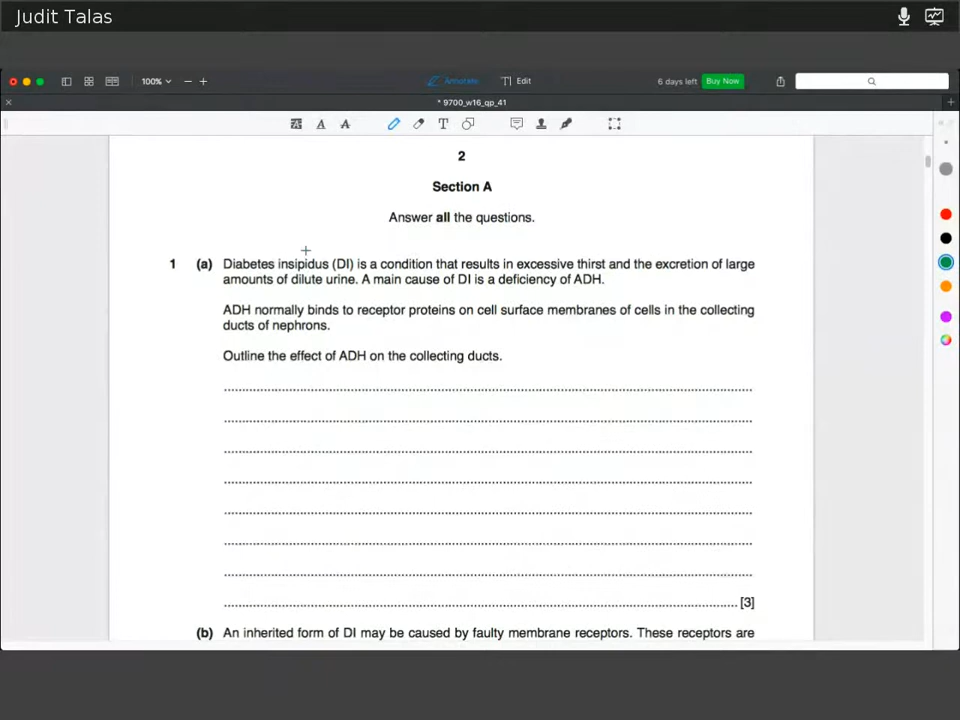 Judit Talas
100%
Annotate
Edit
6 days left
Buy Now
* 9700_w16_qp_41
2
Section A
Answer all the questions.
1 (a) Diabetes insipidus (DI) is a condition that results in excessive thirst and the excretion of large
amounts of dilute urine. A main cause of DI is a deficiency of ADH.
ADH normally binds to receptor proteins on cell surface membranes of cells in the collecting
ducts of nephrons.
Outline the effect of ADH on the collecting ducts.
[3]
(b) An inherited form of DI may be caused by faulty membrane receptors. These receptors are